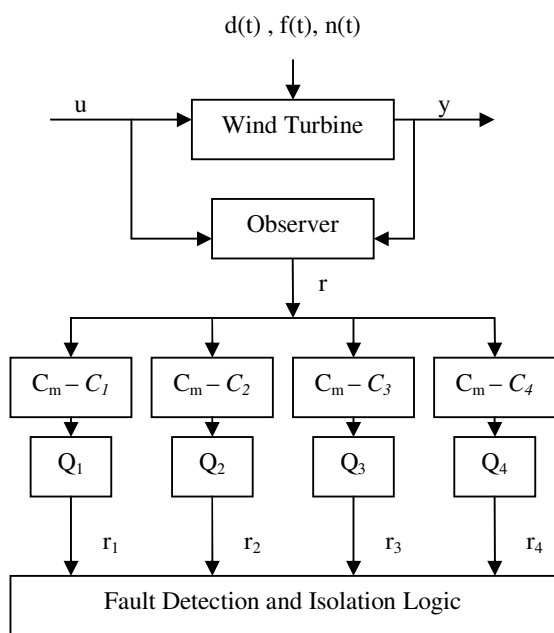 d(t) , f(t), n(t)
u
y
Wind Turbine
Observer
r
C_m – C_1 C_m – C_2 C_m – C_3 C_m – C_4
Q_1 Q_2 Q_3 Q_4
r_1 r_2 r_3 r_4
Fault Detection and Isolation Logic